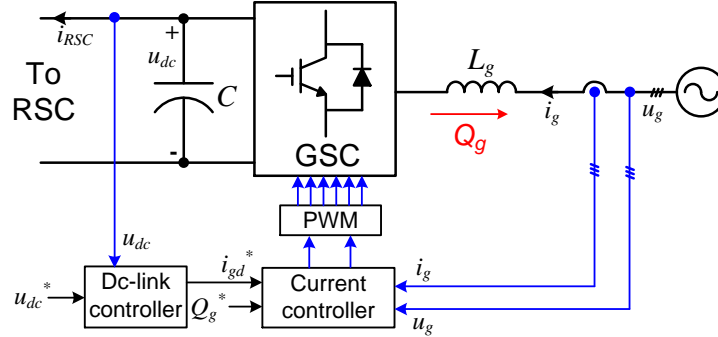 i_RSC
To
RSC
+
u_dc
C
-
GSC
L_g
i_g
u_g
Q_g
PWM
u_dc
u_dc*
Dc-link
controller
i_gd*
Q_g*
Current
controller
i_g
u_g